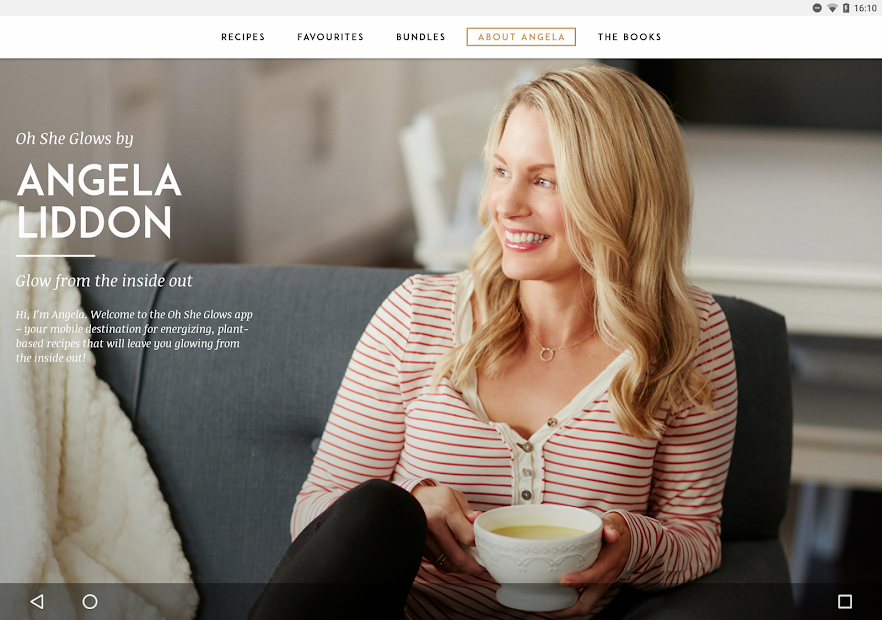 16:10
RECIPES FAVOURITES BUNDLES ABOUT ANGELA THE BOOKS
Oh She Glows by
ANGELA
LIDDON
Glow from the inside out
Hi, I'm Angela. Welcome to the Oh She Glows app
– your mobile destination for energizing, plant-
based recipes that will leave you glowing from
the inside out!